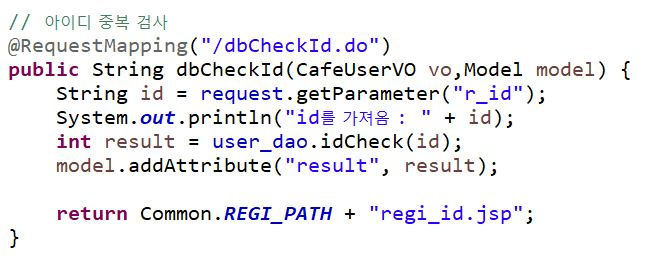 // 아이디 중복 검사
@RequestMapping("/dbCheckId.do")
public String dbCheckId(CafeUserVO vo,Model model) {
    String id = request.getParameter("r_id");
    System.out.println("id를 가져옴 : " + id);
    int result = user_dao.idCheck(id);
    model.addAttribute("result", result);

    return Common.REGI_PATH + "regi_id.jsp";
}